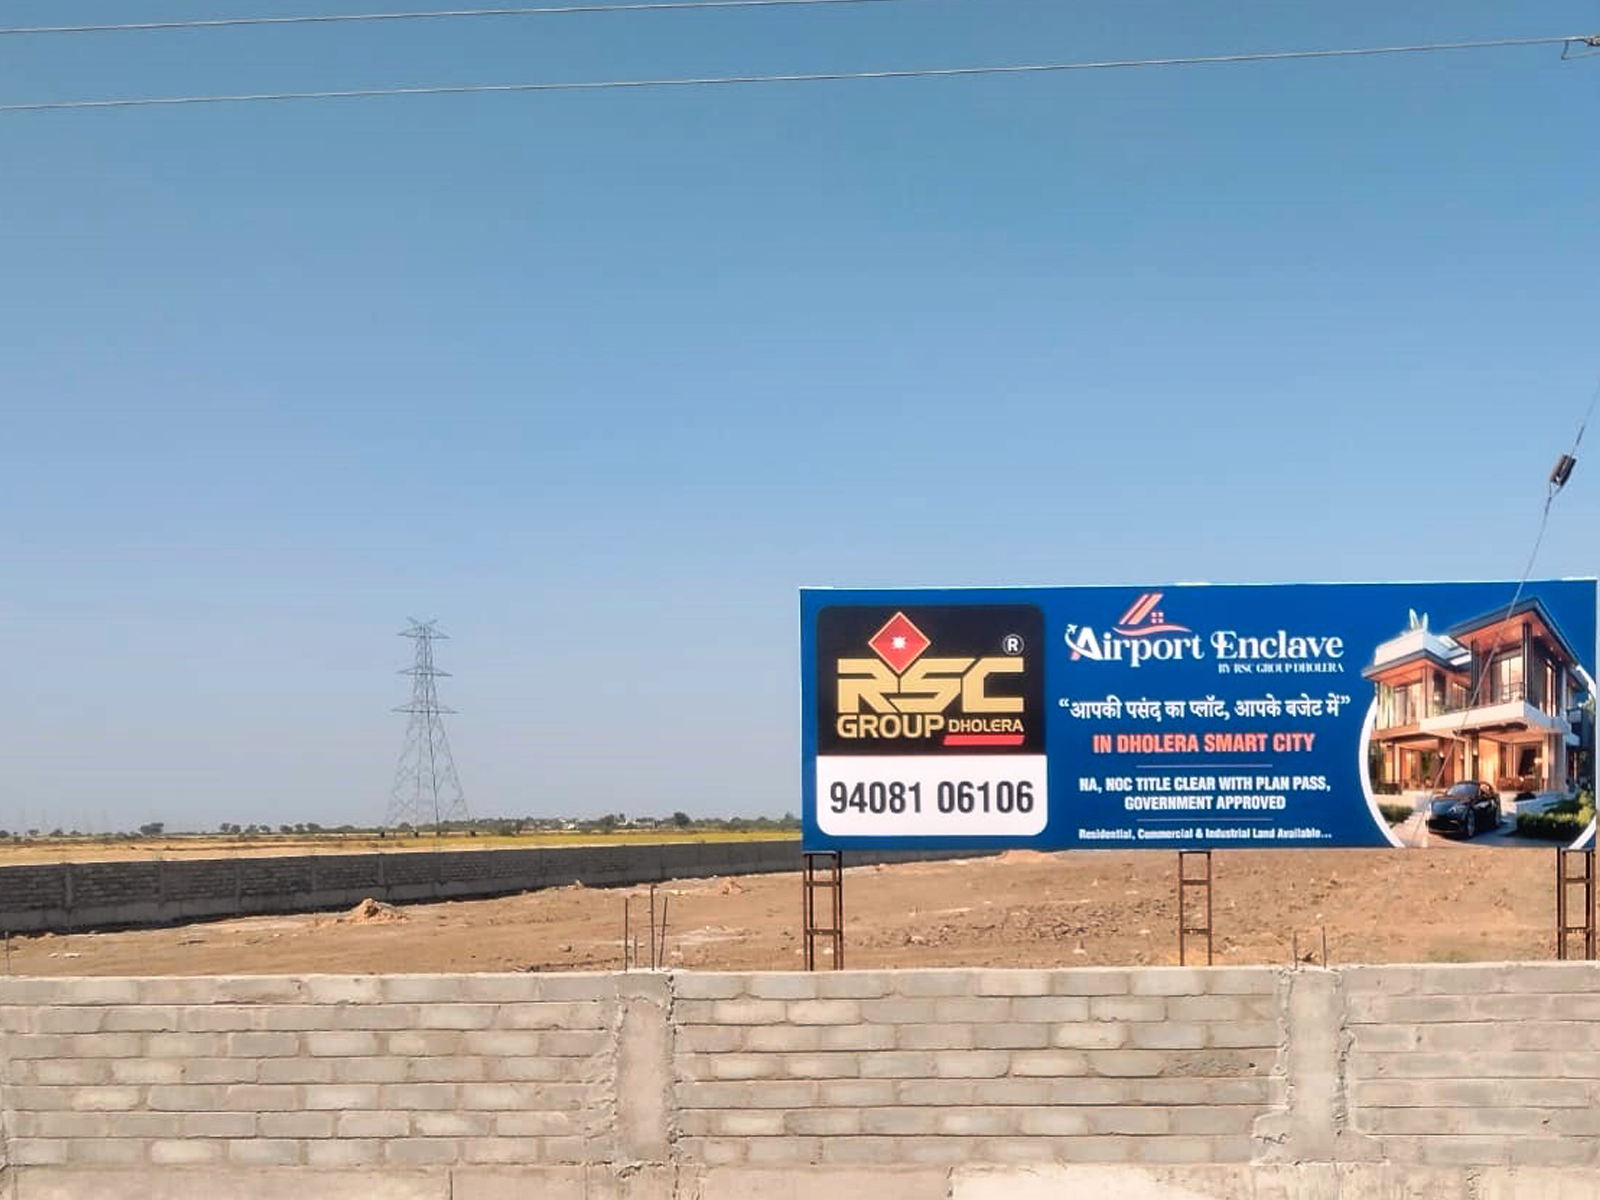 RSC
®
GROUP DHOLERA
94081 06106
Airport Enclave
BY RSC GROUP DHOLERA
“आपकी पसंद का प्लॉट, आपके बजेट में”
IN DHOLERA SMART CITY
NA, NOC TITLE CLEAR WITH PLAN PASS,
GOVERNMENT APPROVED
Residential, Commercial & Industrial Land Available...